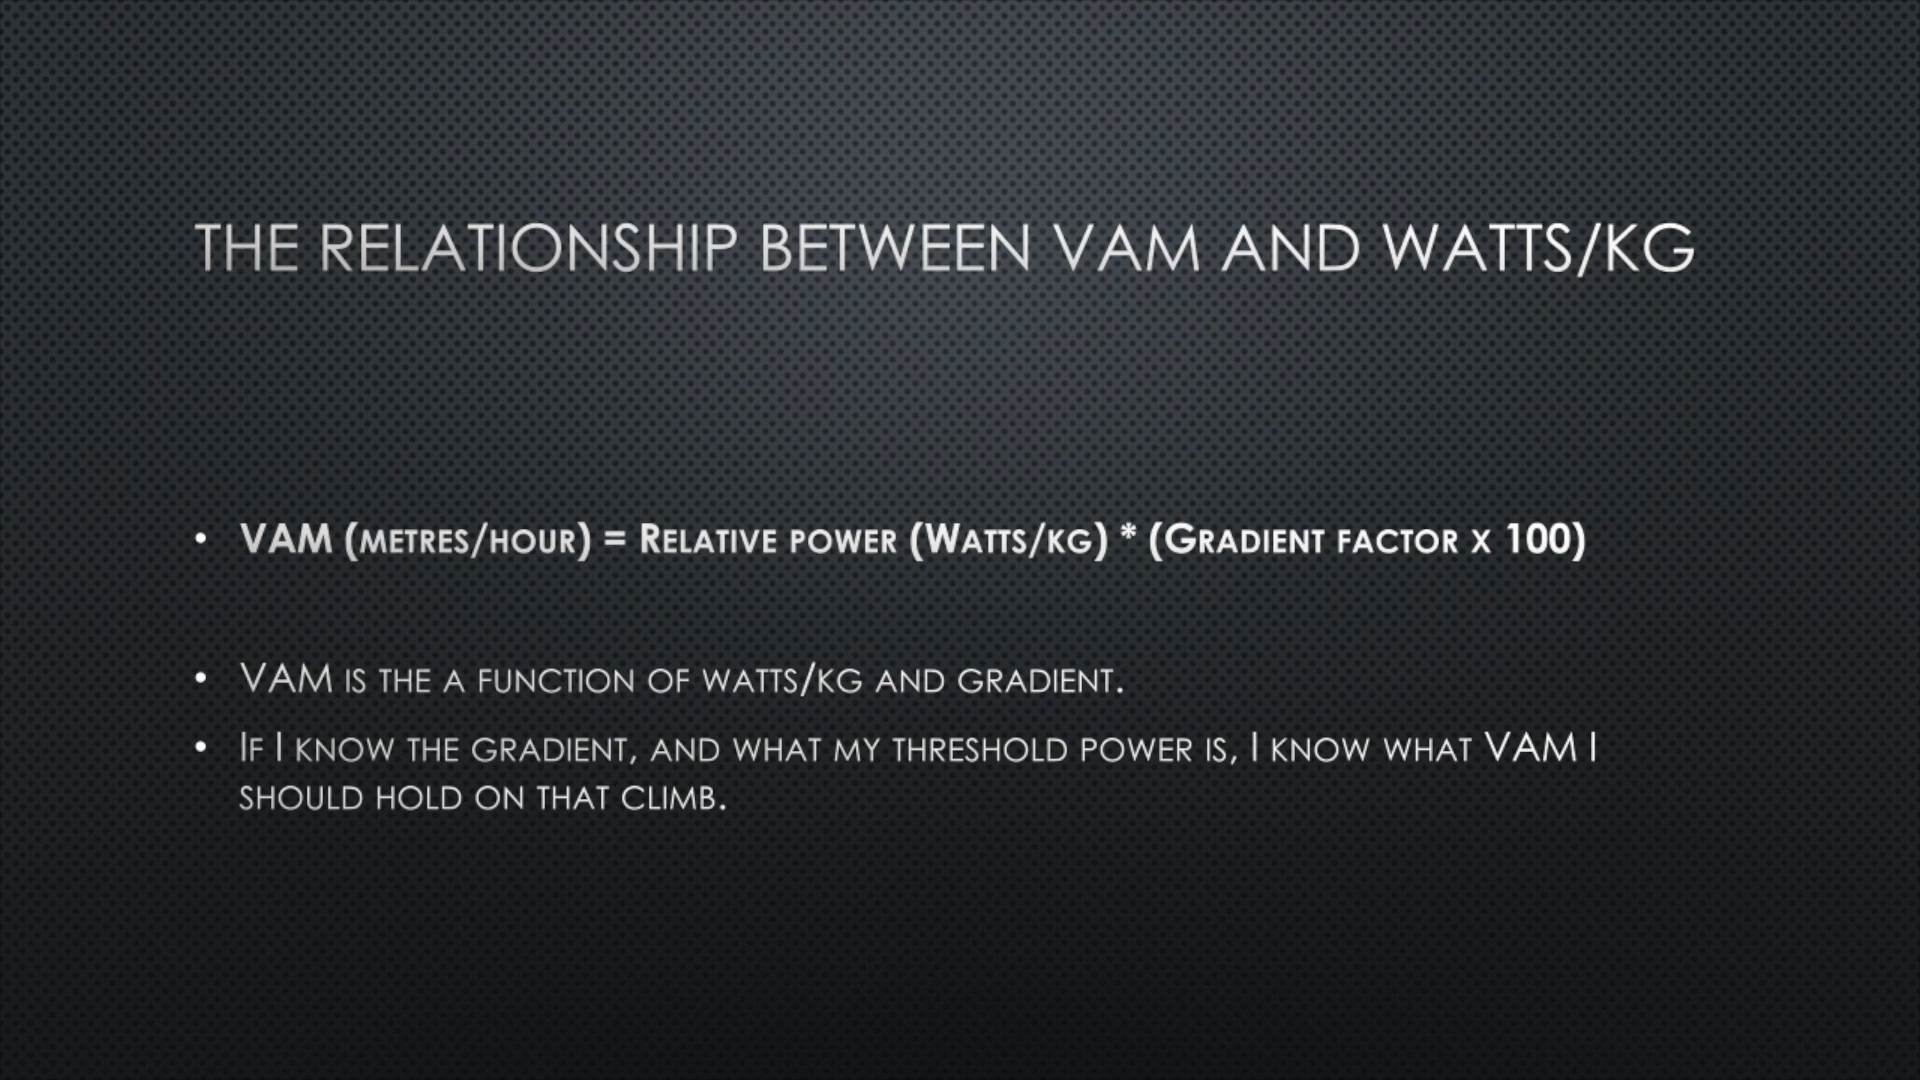 THE RELATIONSHIP BETWEEN VAM AND WATTS/KG
• VAM (METRES/HOUR) = RELATIVE POWER (WATTS/KG) * (GRADIENT FACTOR X 100)
• VAM IS THE A FUNCTION OF WATTS/KG AND GRADIENT.
• IF I KNOW THE GRADIENT, AND WHAT MY THRESHOLD POWER IS, I KNOW WHAT VAM I
SHOULD HOLD ON THAT CLIMB.